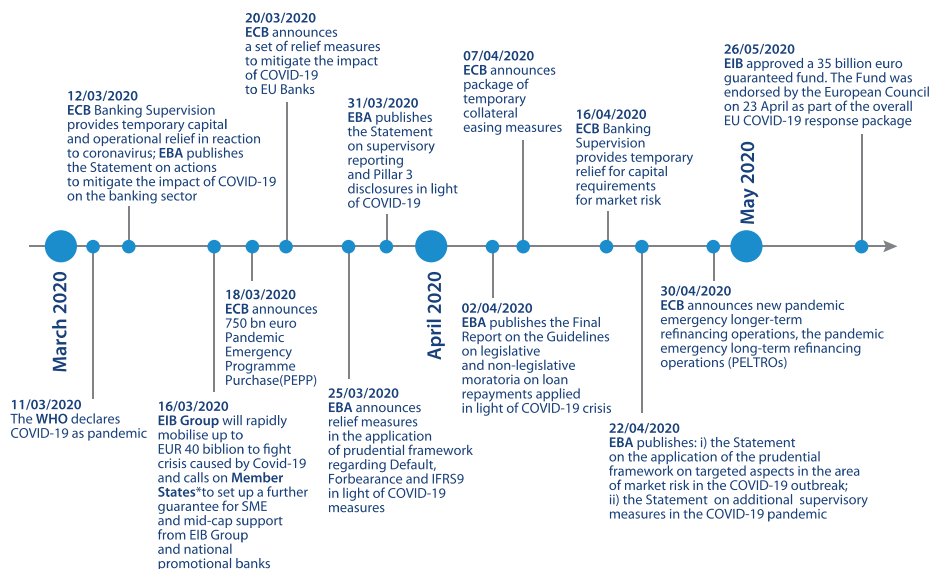 20/03/2020
ECB announces
a set of relief measures
to mitigate the impact
of COVID-19
to EU Banks
26/05/2020
EIB approved a 35 billion euro
guaranteed fund. The Fund was
endorsed by the European Council
on 23 April as part of the overall
EU COVID-19 response package
07/04/2020
ECB announces
package of
temporary
collateral
easing measures
12/03/2020
ECB Banking Supervision
provides temporary capital
and operational relief in reaction
to coronavirus; EBA publishes
the Statement on actions
to mitigate the impact of COVID-19
on the banking sector
31/03/2020
EBA publishes
the Statement
on supervisory
reporting
and Pillar 3
disclosures in light
of COVID-19
16/04/2020
ECB Banking
Supervision
provides temporary
relief for capital
requirements
for market risk
May 2020
March 2020
April 2020
18/03/2020
ECB announces
750 bn euro
Pandemic
Emergency
Programme
Purchase(PEPP)
02/04/2020
EBA publishes the Final
Report on the Guidelines
on legislative
and non-legislative
moratoria on loan
repayments applied
in light of COVID-19 crisis
30/04/2020
ECB announces new pandemic
emergency longer-term
refinancing operations, the pandemic
emergency long-term refinancing
operations (PELTROs)
11/03/2020
The WHO declares
COVID-19 as pandemic
16/03/2020
EIB Group will rapidly
mobilise up to
EUR 40 biblion to fight
crisis caused by Covid-19
and calls on Member
States*to set up a further
guarantee for SME
and mid-cap support
from EIB Group
and national
promotional banks
25/03/2020
EBA announces
relief measures
in the application
of prudential framework
regarding Default,
Forbearance and IFRS9
in light of COVID-19
measures
22/04/2020
EBA publishes: i) the Statement
on the application of the prudential
framework on targeted aspects in the area
of market risk in the COVID-19 outbreak;
ii) the Statement on additional supervisory
measures in the COVID-19 pandemic